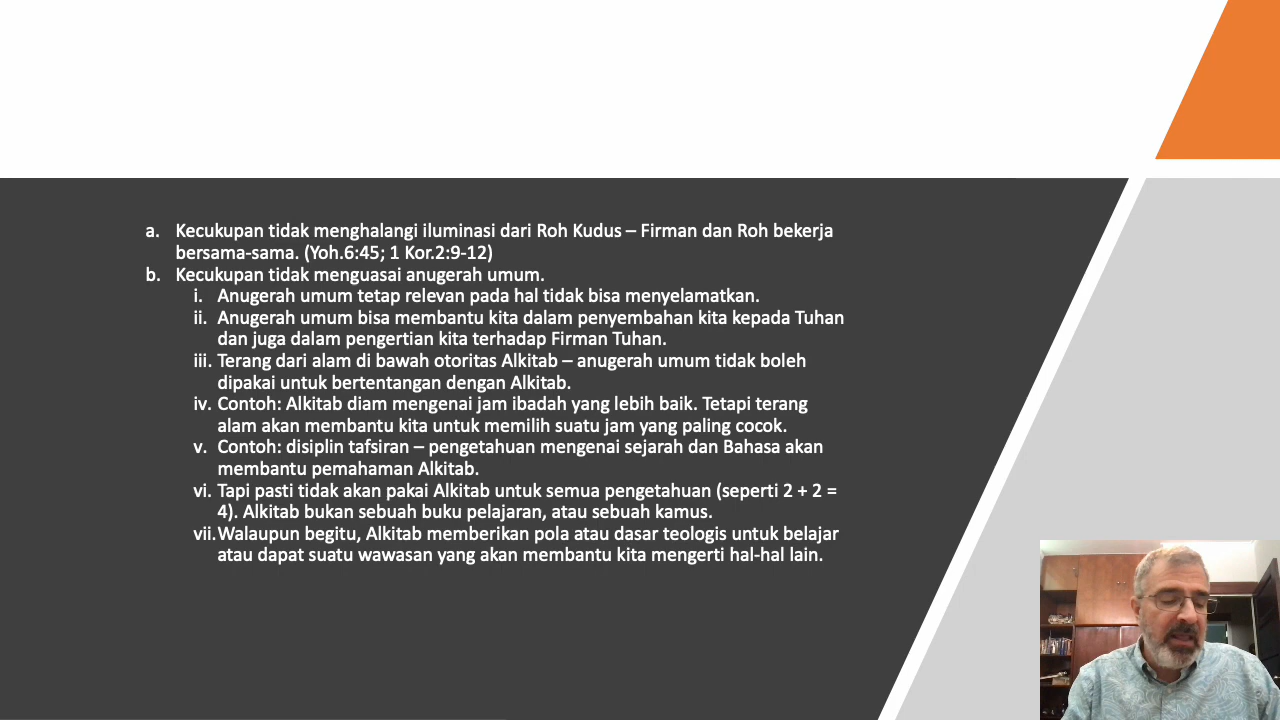 a. Kecukupan tidak menghalangi iluminasi dari Roh Kudus – Firman dan Roh bekerja
bersama-sama. (Yoh.6:45; 1 Kor.2:9-12)
b. Kecukupan tidak menguasai anugerah umum.
i. Anugerah umum tetap relevan pada hal tidak bisa menyelamatkan.
ii. Anugerah umum bisa membantu kita dalam penyembahan kita kepada Tuhan
dan juga dalam pengertian kita terhadap Firman Tuhan.
iii. Terang dari alam di bawah otoritas Alkitab – anugerah umum tidak boleh
dipakai untuk bertentangan dengan Alkitab.
iv. Contoh: Alkitab diam mengenai jam ibadah yang lebih baik. Tetapi terang
alam akan membantu kita untuk memilih suatu jam yang paling cocok.
v. Contoh: disiplin tafsiran – pengetahuan mengenai sejarah dan Bahasa akan
membantu pemahaman Alkitab.
vi. Tapi pasti tidak akan pakai Alkitab untuk semua pengetahuan (seperti 2 + 2 =
4). Alkitab bukan sebuah buku pelajaran, atau sebuah kamus.
vii. Walaupun begitu, Alkitab memberikan pola atau dasar teologis untuk belajar
atau dapat suatu wawasan yang akan membantu kita mengerti hal-hal lain.